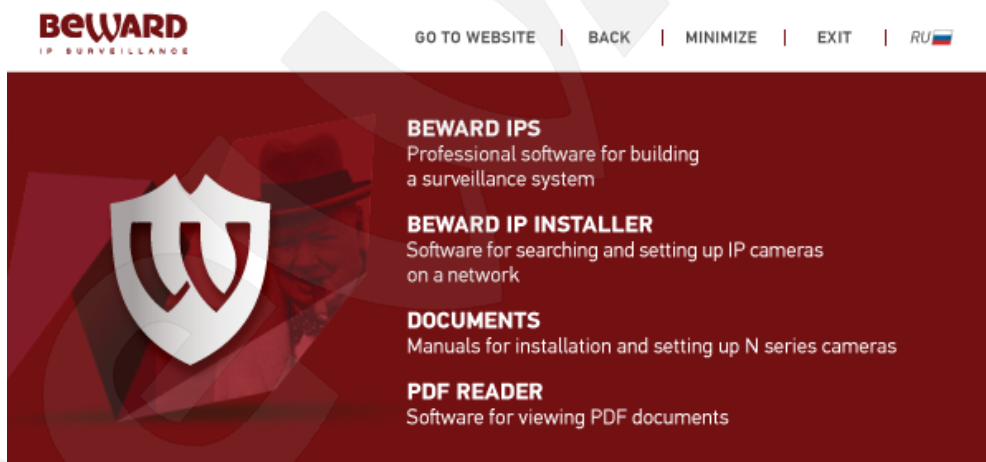 BEWARD
IP SURVEILLANCE
GO TO WEBSITE | BACK | MINIMIZE | EXIT | RU
BEWARD IPS
Professional software for building
a surveillance system
BEWARD IP INSTALLER
Software for searching and setting up IP cameras
on a network
DOCUMENTS
Manuals for installation and setting up N series cameras
PDF READER
Software for viewing PDF documents